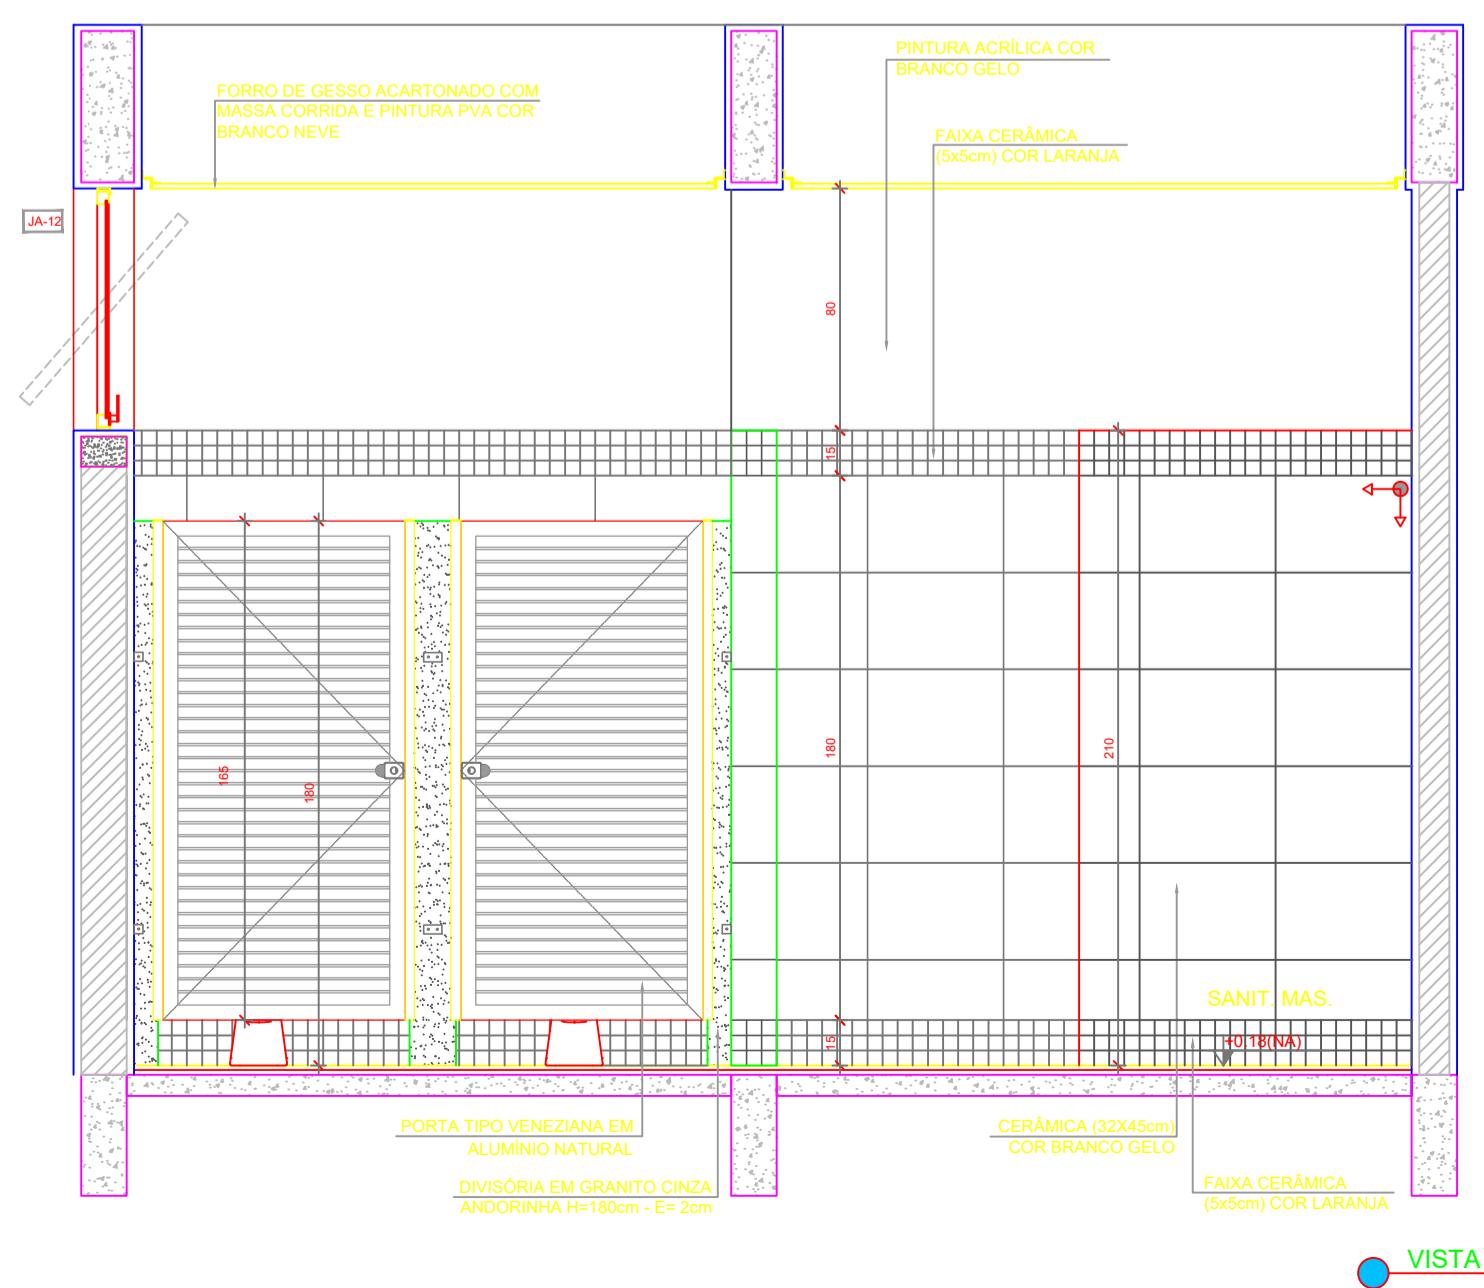 PINTURA ACRÍLICA COR
BRANCO GELO
FORRO DE GESSO ACARTONADO COM
MASSA CORRIDA E PINTURA PVA COR
BRANCO NEVE
FAIXA CERÂMICA
(5x5cm) COR LARANJA
JA-12
80
15
165
180
180
210
SANIT. MAS.
+0.18(NA)
15
PORTA TIPO VENEZIANA EM
ALUMÍNIO NATURAL
CERÂMICA (32X45cm)
COR BRANCO GELO
DIVISÓRIA EM GRANITO CINZA
ANDORINHA H=180cm - E= 2cm
FAIXA CERÂMICA
(5x5cm) COR LARANJA
VISTA